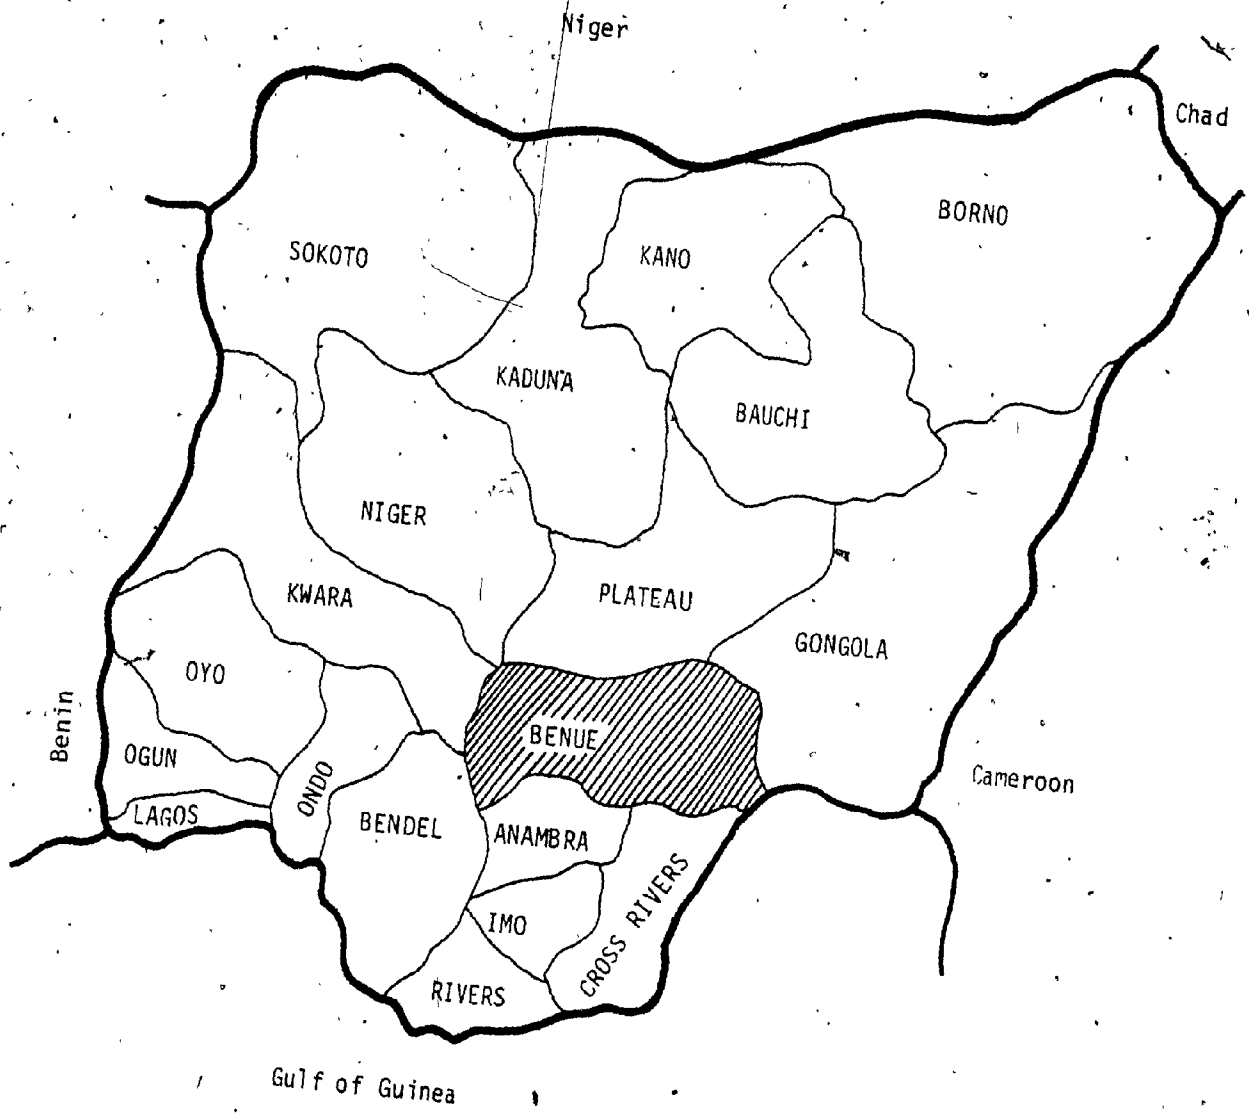 Niger
Chad
BORNO
SOKOTO
KANO
KADUNA
BAUCHI
NIGER
KWARA
PLATEAU
GONGOLA
OYO
Benin
BENUE
OGUN
ONDO
Cameroon
LAGOS
BENDEL
ANAMBRA
IMO
CROSS RIVERS
RIVERS
Gulf of Guinea